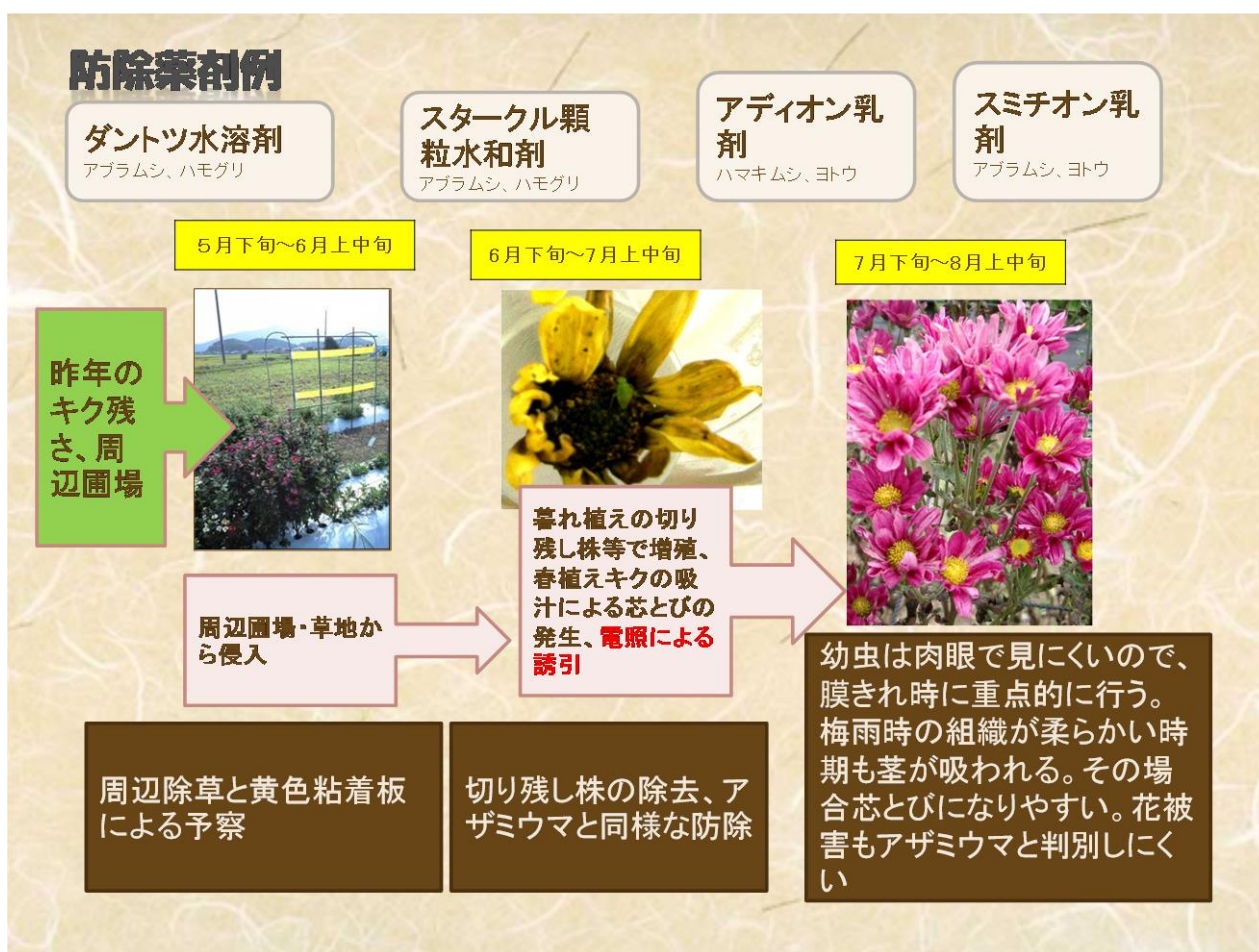 防除薬剤例
ダントツ水溶剤
アブラムシ、ハモグリ
スタークル顆
粒水和剤
アブラムシ、ハモグリ
アディオン乳
剤
ハマキムシ、ヨトウ
スミチオン乳
剤
アブラムシ、ヨトウ
５月下旬～6月上中旬
6月下旬～7月上中旬
7月下旬～8月上中旬
昨年の
キク残
さ、周
辺圃場
周辺圃場・草地か
ら侵入
暮れ植えの切り
残し株等で増殖、
春植えキクの吸
汁による芯とびの
発生、電照による
誘引
周辺除草と黄色粘着板
による予察
切り残し株の除去、ア
ザミウマと同様な防除
幼虫は肉眼で見にくいので、
膜きれ時に重点的に行う。
梅雨時の組織が柔らかい時
期も茎が吸われる。その場
合芯とびになりやすい。花被
害もアザミウマと判別しにく
い